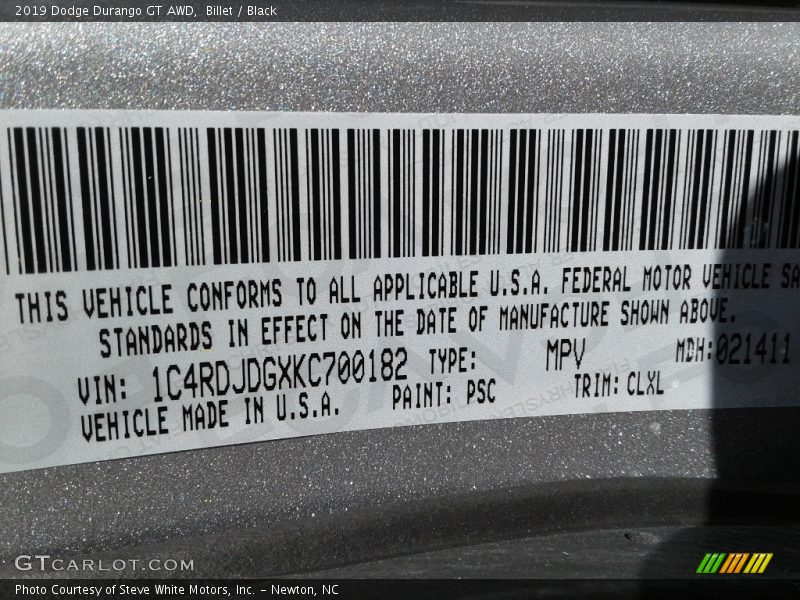 2019 Dodge Durango GT AWD,  Billet / Black
THIS VEHICLE CONFORMS TO ALL APPLICABLE U.S.A. FEDERAL MOTOR VEHICLE SA
STANDARDS IN EFFECT ON THE DATE OF MANUFACTURE SHOWN ABOVE.
VIN: 1C4RDJDGXKC700182 TYPE: MPV MDH:021411
VEHICLE MADE IN U.S.A. PAINT: PSC TRIM: CLXL
GTCARLOT.COM
Photo Courtesy of Steve White Motors, Inc. – Newton, NC